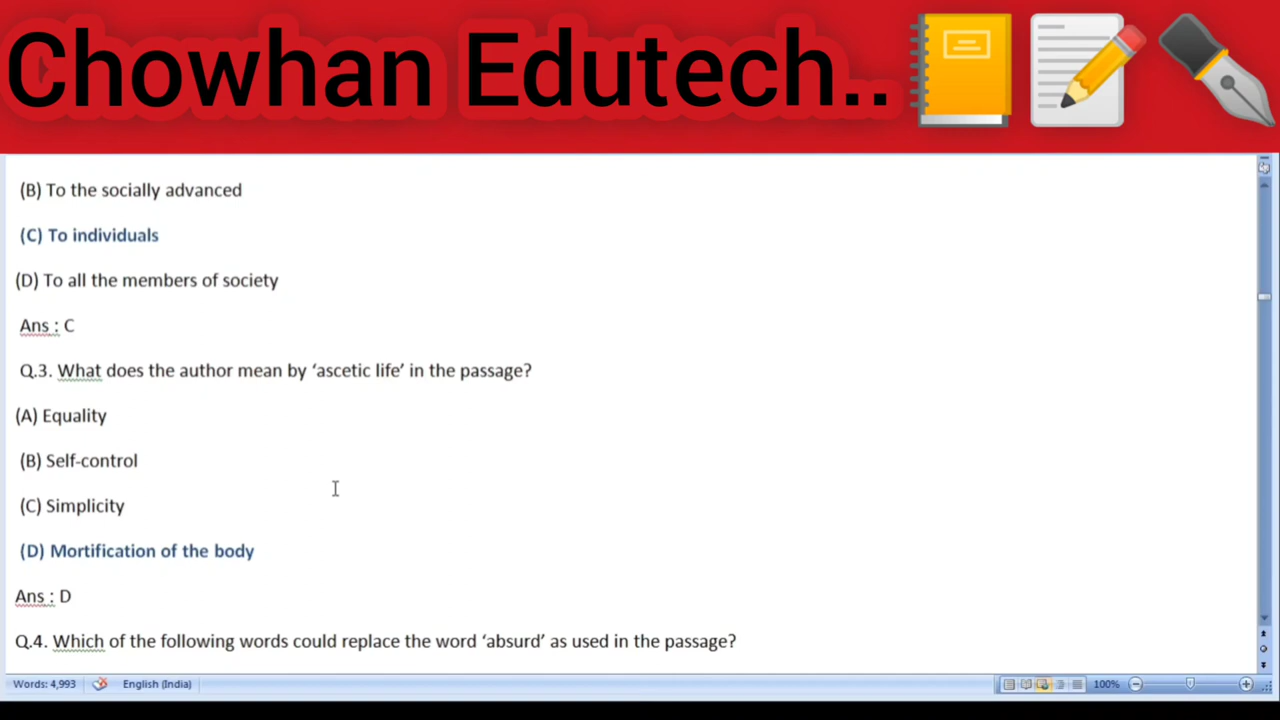 Chowhan Edutech..
(B) To the socially advanced
(C) To individuals
(D) To all the members of society
Ans : C
Q.3. What does the author mean by ‘ascetic life’ in the passage?
(A) Equality
(B) Self-control
(C) Simplicity
(D) Mortification of the body
Ans : D
Q.4. Which of the following words could replace the word ‘absurd’ as used in the passage?
Words: 4,993 English (India) 100%